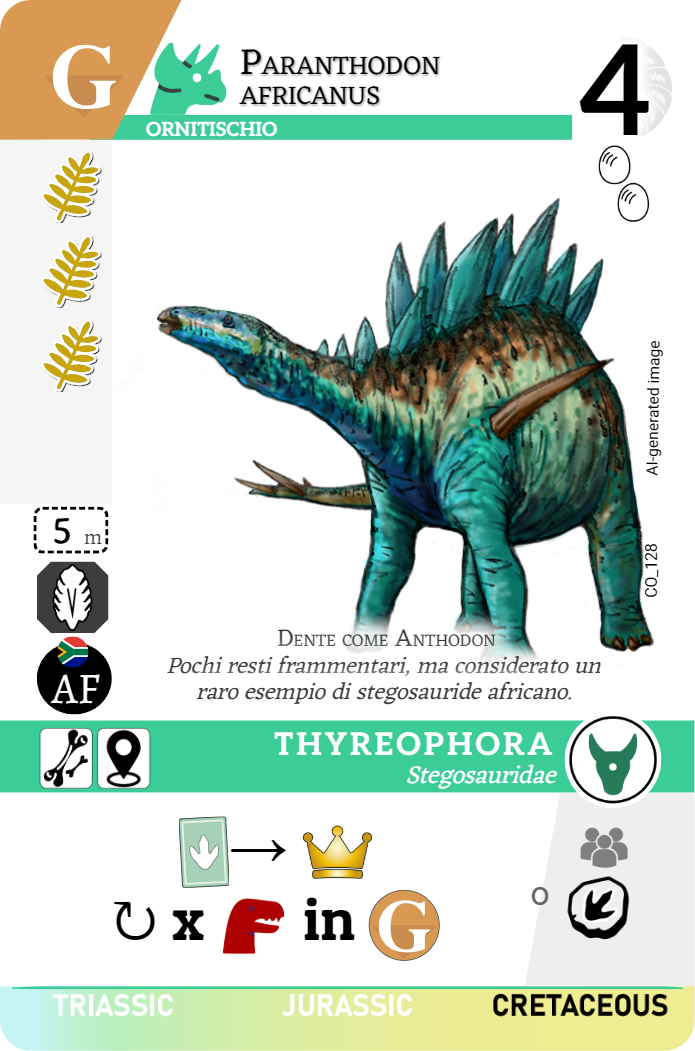 G
PARANTHODON
AFRICANUS
4
ORNITISCHIO
AI-generated image
CO_128
5 m
V
AF
DENTE COME ANTHODON
Pochi resti frammentari, ma considerato un
raro esempio di stegosauride africano.
THYREOPHORA
Stegosauridae
x in G
O
TRIASSIC JURASSIC CRETACEOUS